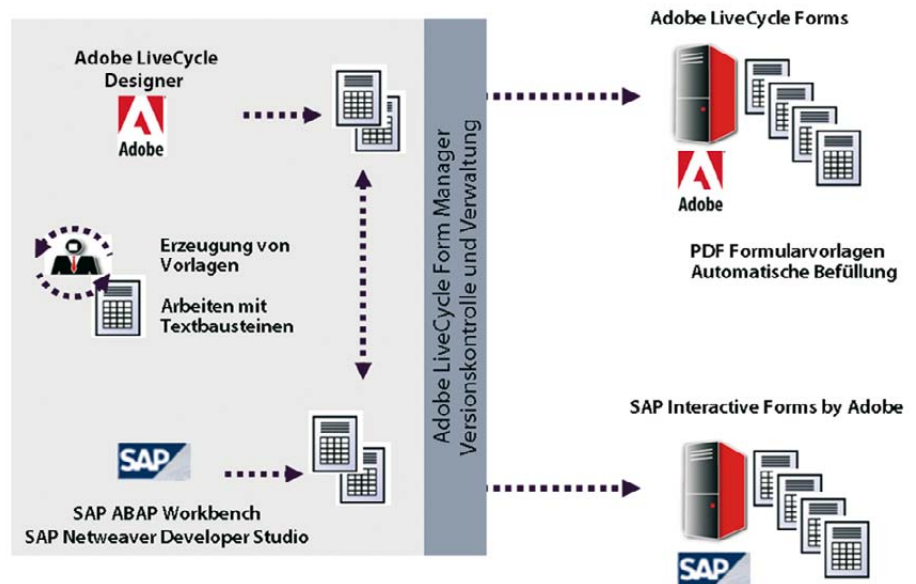 Adobe LiveCycle
Designer
Adobe
Erzeugung von
Vorlagen
Arbeiten mit
Textbausteinen
SAP
SAP ABAP Workbench
SAP Netweaver Developer Studio
Adobe LiveCycle Form Manager
Versionskontrolle und Verwaltung
Adobe LiveCycle Forms
Adobe
PDF Formularvorlagen
Automatische Befüllung
SAP Interactive Forms by Adobe
SAP